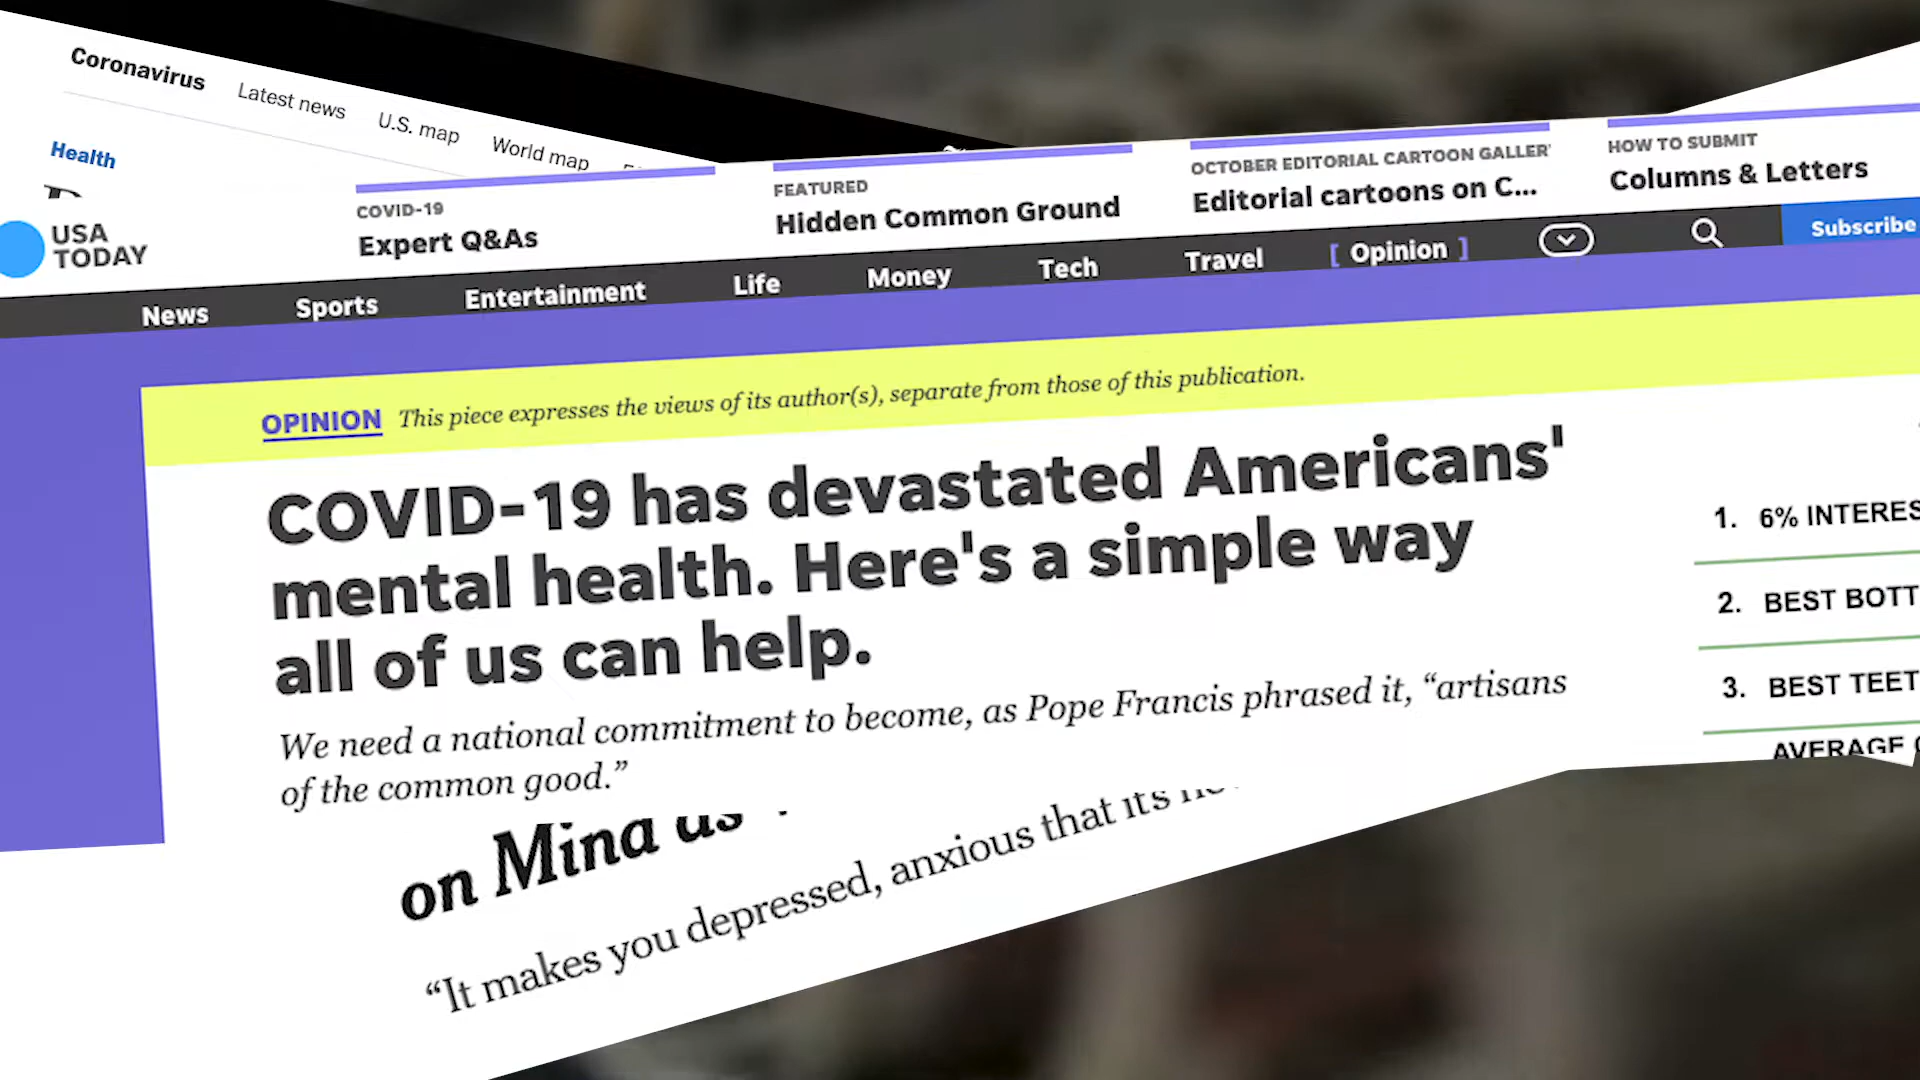 Coronavirus Latest news U.S. map World map
Health
USA
TODAY
COVID-19
Expert Q&As
FEATURED
Hidden Common Ground
OCTOBER EDITORIAL CARTOON GALLER
Editorial cartoons on C...
HOW TO SUBMIT
Columns & Letters
News Sports Entertainment Life Money Tech Travel [ Opinion ] Subscribe
OPINION This piece expresses the views of its author(s), separate from those of this publication.
COVID-19 has devastated Americans'
mental health. Here's a simple way
all of us can help.
We need a national commitment to become, as Pope Francis phrased it, “artisans
of the common good.”
1. 6% INTERES
2. BEST BOTT
3. BEST TEET
AVERAGE
on Mind as
“It makes you depressed, anxious that it's